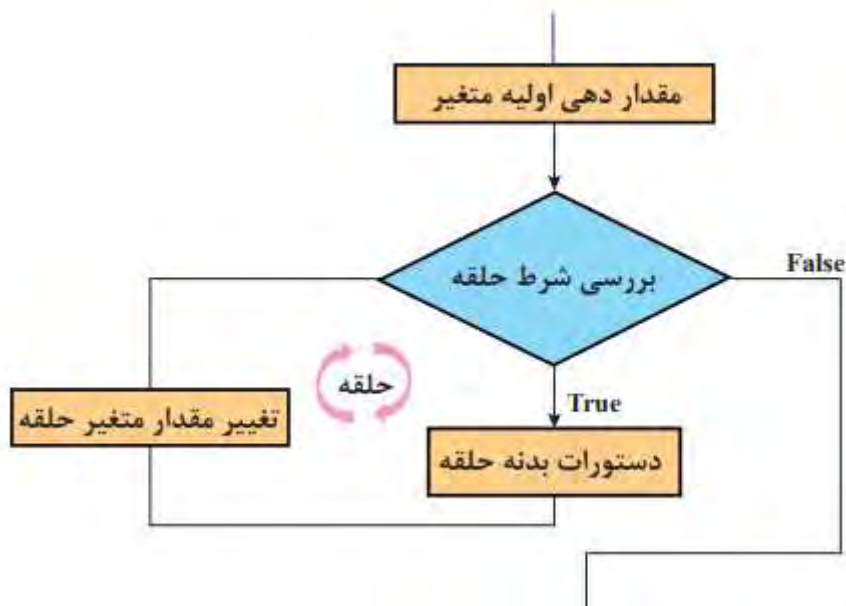 مقدار دهی اولیه متغیر
بررسی شرط حلقه
False
حلقه
True
تغییر مقدار متغیر حلقه
دستورات بدنه حلقه